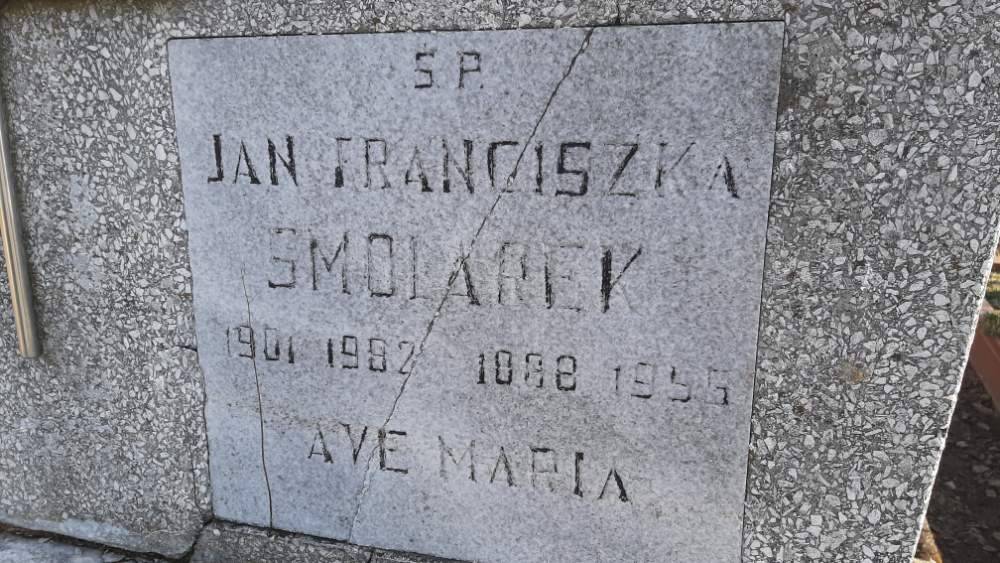 Ś.P.
JAN FRANCISZKA
SMOLAREK
1901 1982 1888 1955
AVE MARIA